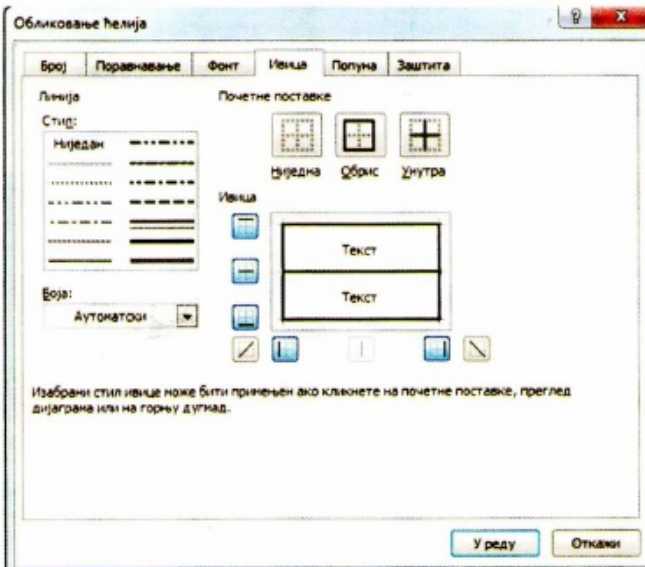 Обликовање ћелија
Број Поравнавање Фонт Ивица Попуна Заштита
Линија
Стил:
Ниједан
Почетне поставке
Ниједна Обрис Унутра
Ивица
Текст
Текст
Боја:
Аутоматски
Изабрани стил ивице може бити примењен ако кликнете на почетне поставке, преглед
дијаграма или на горњу дугмад.
У реду Откажи